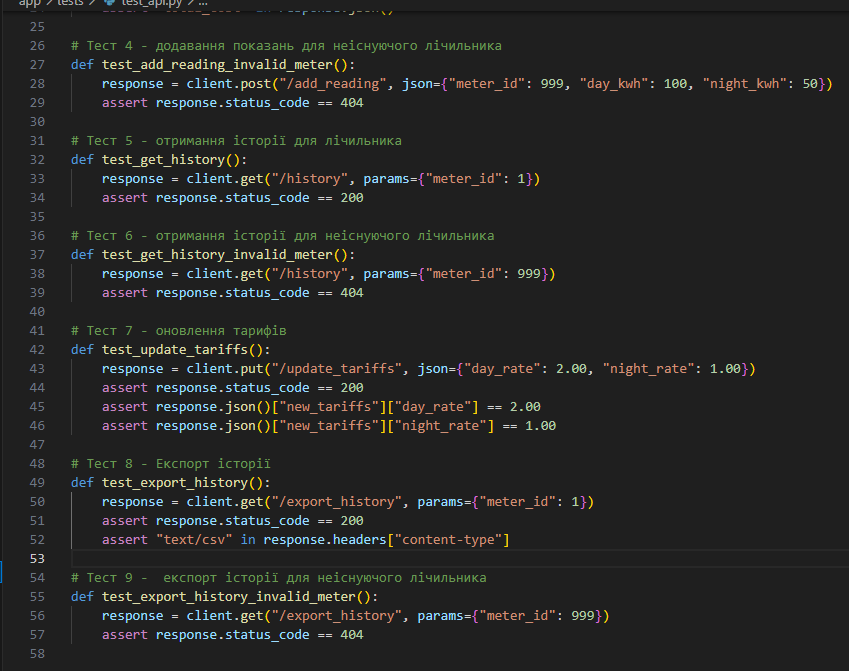 app > tests > test_api.py > ...
25
26 # Тест 4 - додавання показань для неіснуючого лічильника
27 def test_add_reading_invalid_meter():
28     response = client.post("/add_reading", json={"meter_id": 999, "day_kwh": 100, "night_kwh": 50})
29     assert response.status_code == 404
30
31 # Тест 5 - отримання історії для лічильника
32 def test_get_history():
33     response = client.get("/history", params={"meter_id": 1})
34     assert response.status_code == 200
35
36 # Тест 6 - отримання історії для неіснуючого лічильника
37 def test_get_history_invalid_meter():
38     response = client.get("/history", params={"meter_id": 999})
39     assert response.status_code == 404
40
41 # Тест 7 - оновлення тарифів
42 def test_update_tariffs():
43     response = client.put("/update_tariffs", json={"day_rate": 2.00, "night_rate": 1.00})
44     assert response.status_code == 200
45     assert response.json()["new_tariffs"]["day_rate"] == 2.00
46     assert response.json()["new_tariffs"]["night_rate"] == 1.00
47
48 # Тест 8 - Експорт історії
49 def test_export_history():
50     response = client.get("/export_history", params={"meter_id": 1})
51     assert response.status_code == 200
52     assert "text/csv" in response.headers["content-type"]
53
54 # Тест 9 -  експорт історії для неіснуючого лічильника
55 def test_export_history_invalid_meter():
56     response = client.get("/export_history", params={"meter_id": 999})
57     assert response.status_code == 404
58